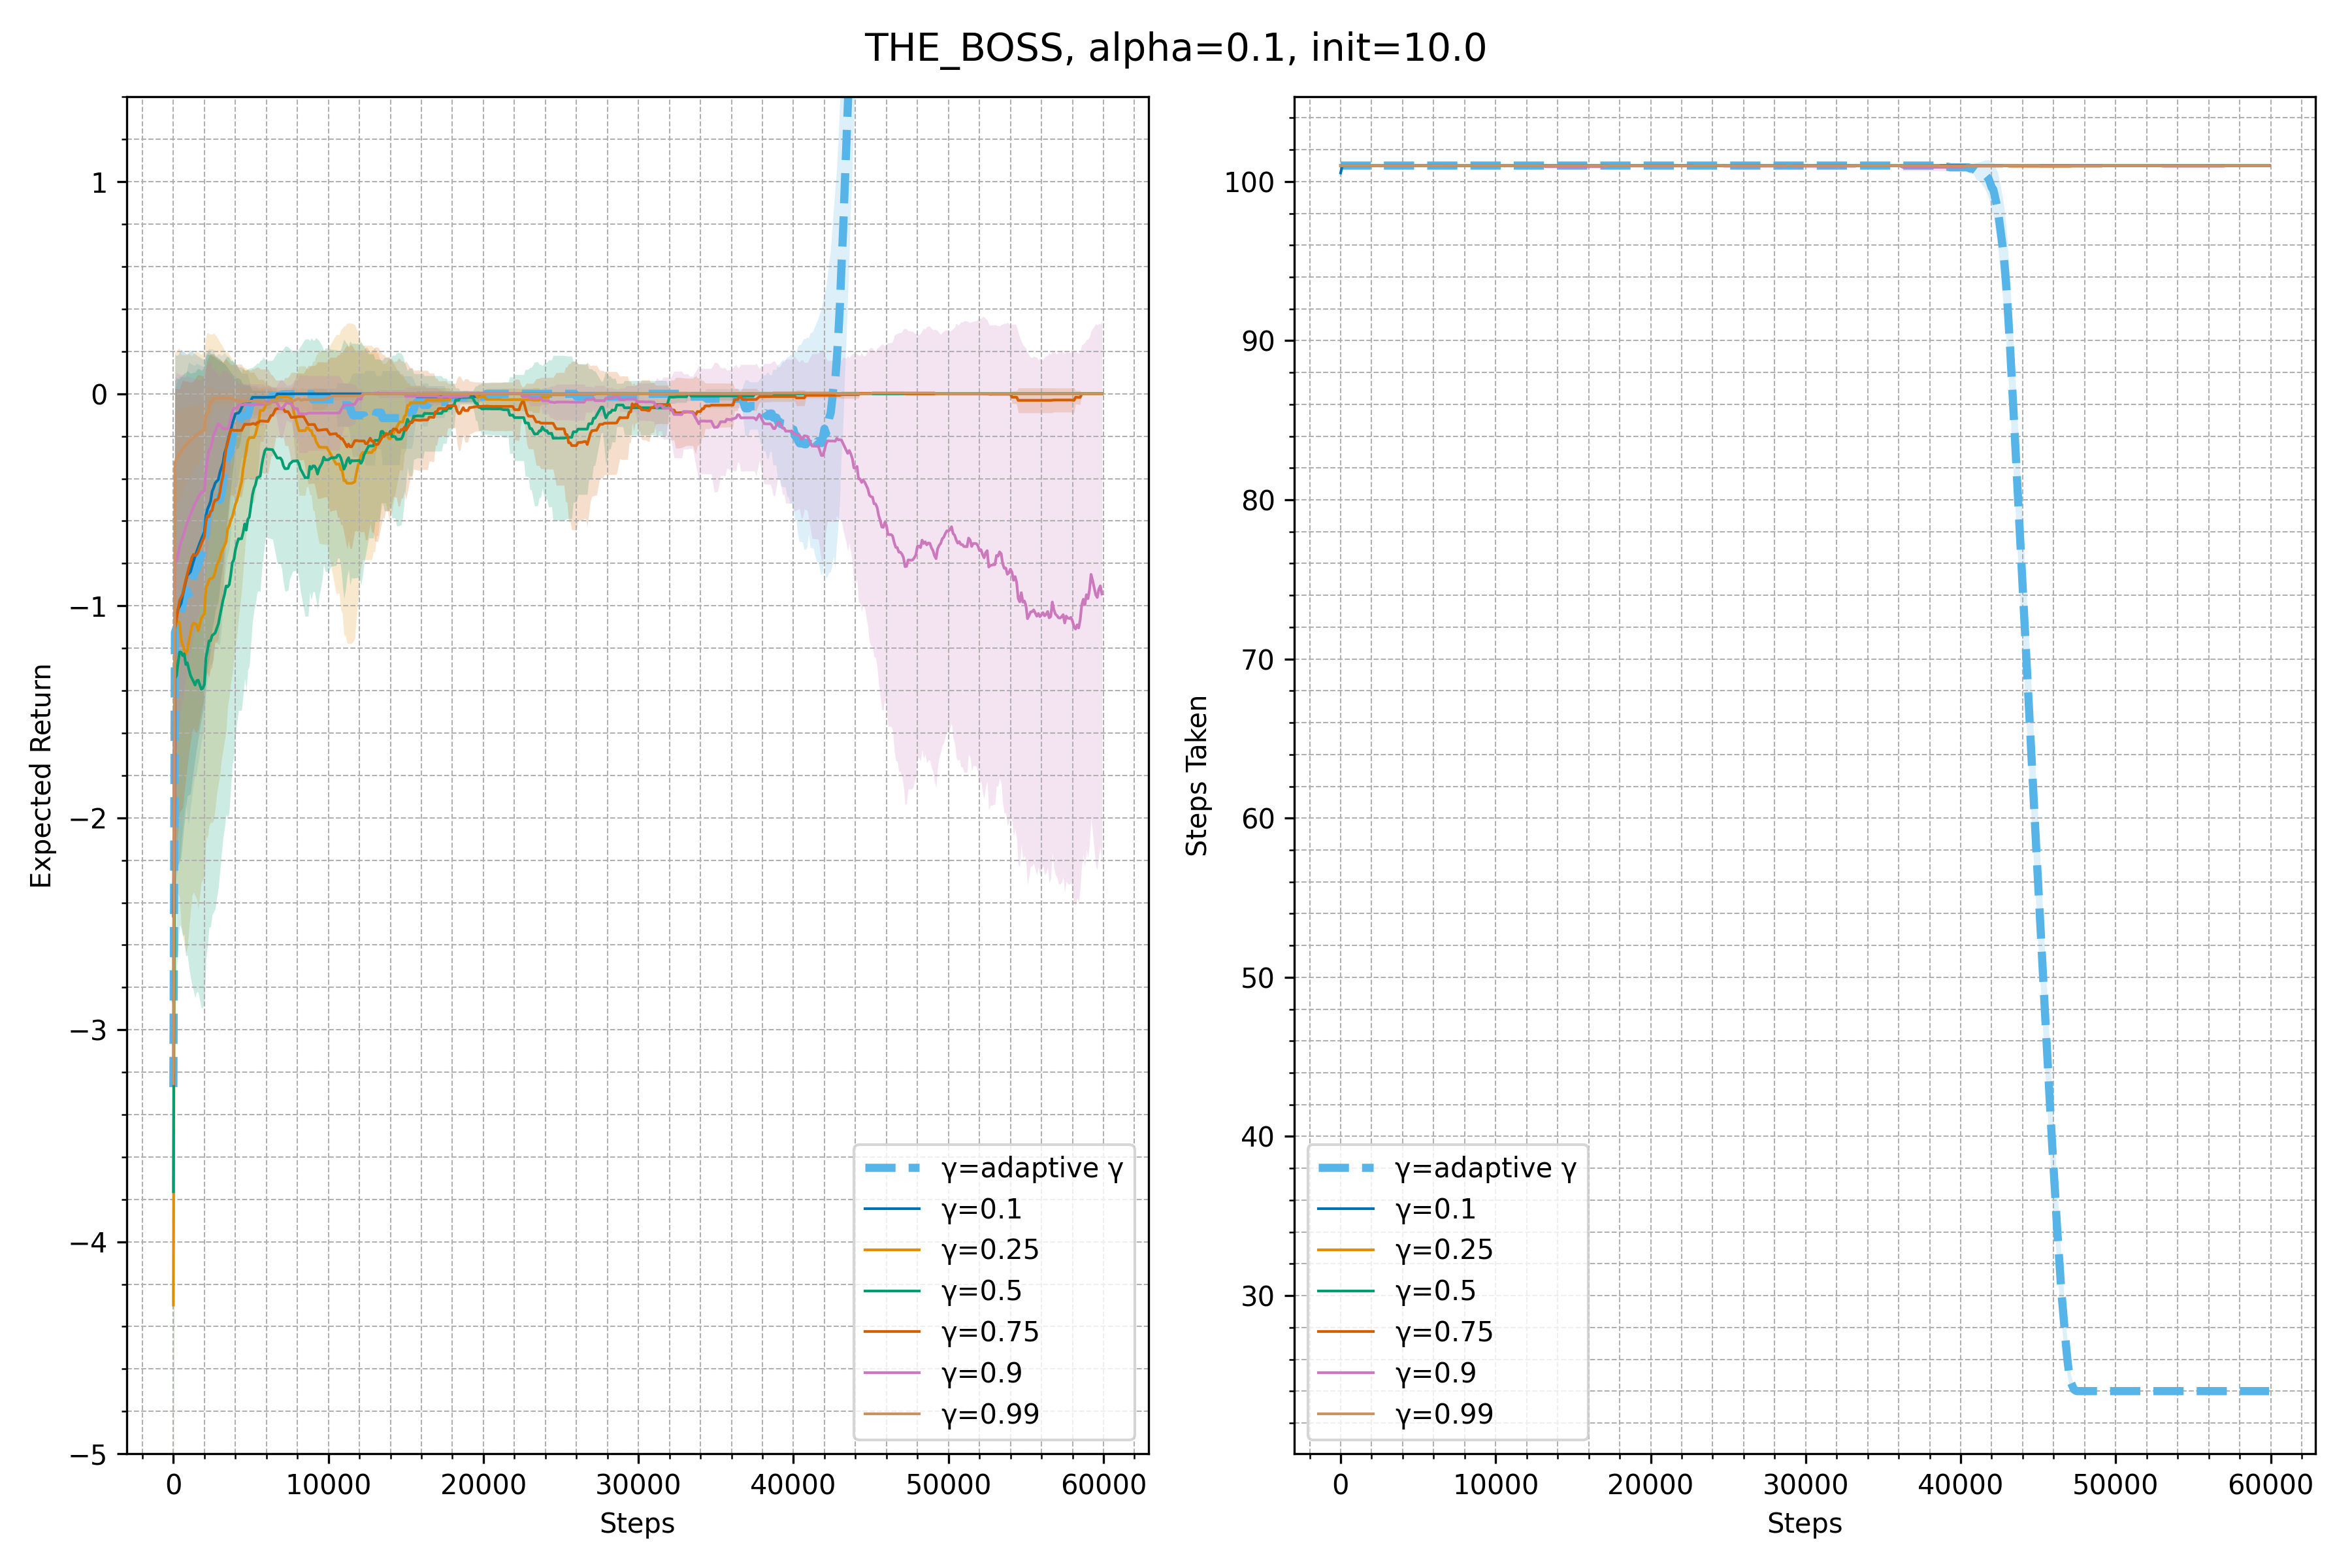 THE_BOSS, alpha=0.1, init=10.0
Expected Return
1
0
−1
−2
−3
−4
−5
0
10000
20000
30000
40000
50000
60000
Steps
γ=adaptive γ
γ=0.1
γ=0.25
γ=0.5
γ=0.75
γ=0.9
γ=0.99
Steps Taken
100
90
80
70
60
50
40
30
0
10000
20000
30000
40000
50000
60000
Steps
γ=adaptive γ
γ=0.1
γ=0.25
γ=0.5
γ=0.75
γ=0.9
γ=0.99